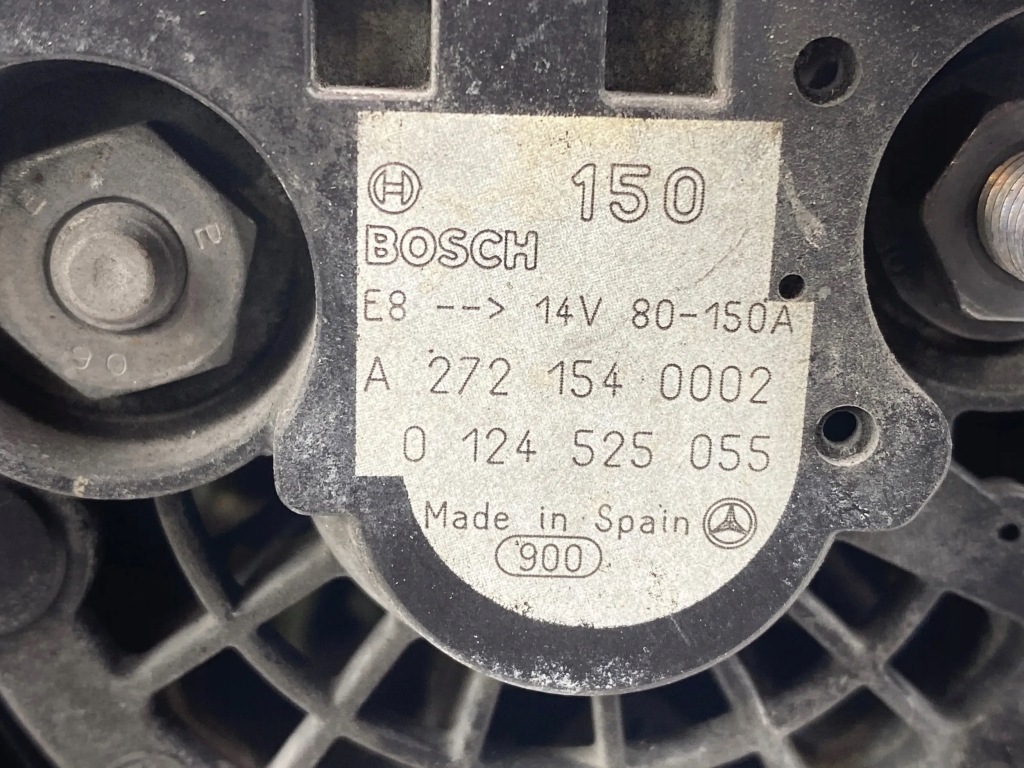 150
BOSCH
E8 --> 14V 80-150A
A 272 154 0002
0 124 525 055
Made in Spain
900